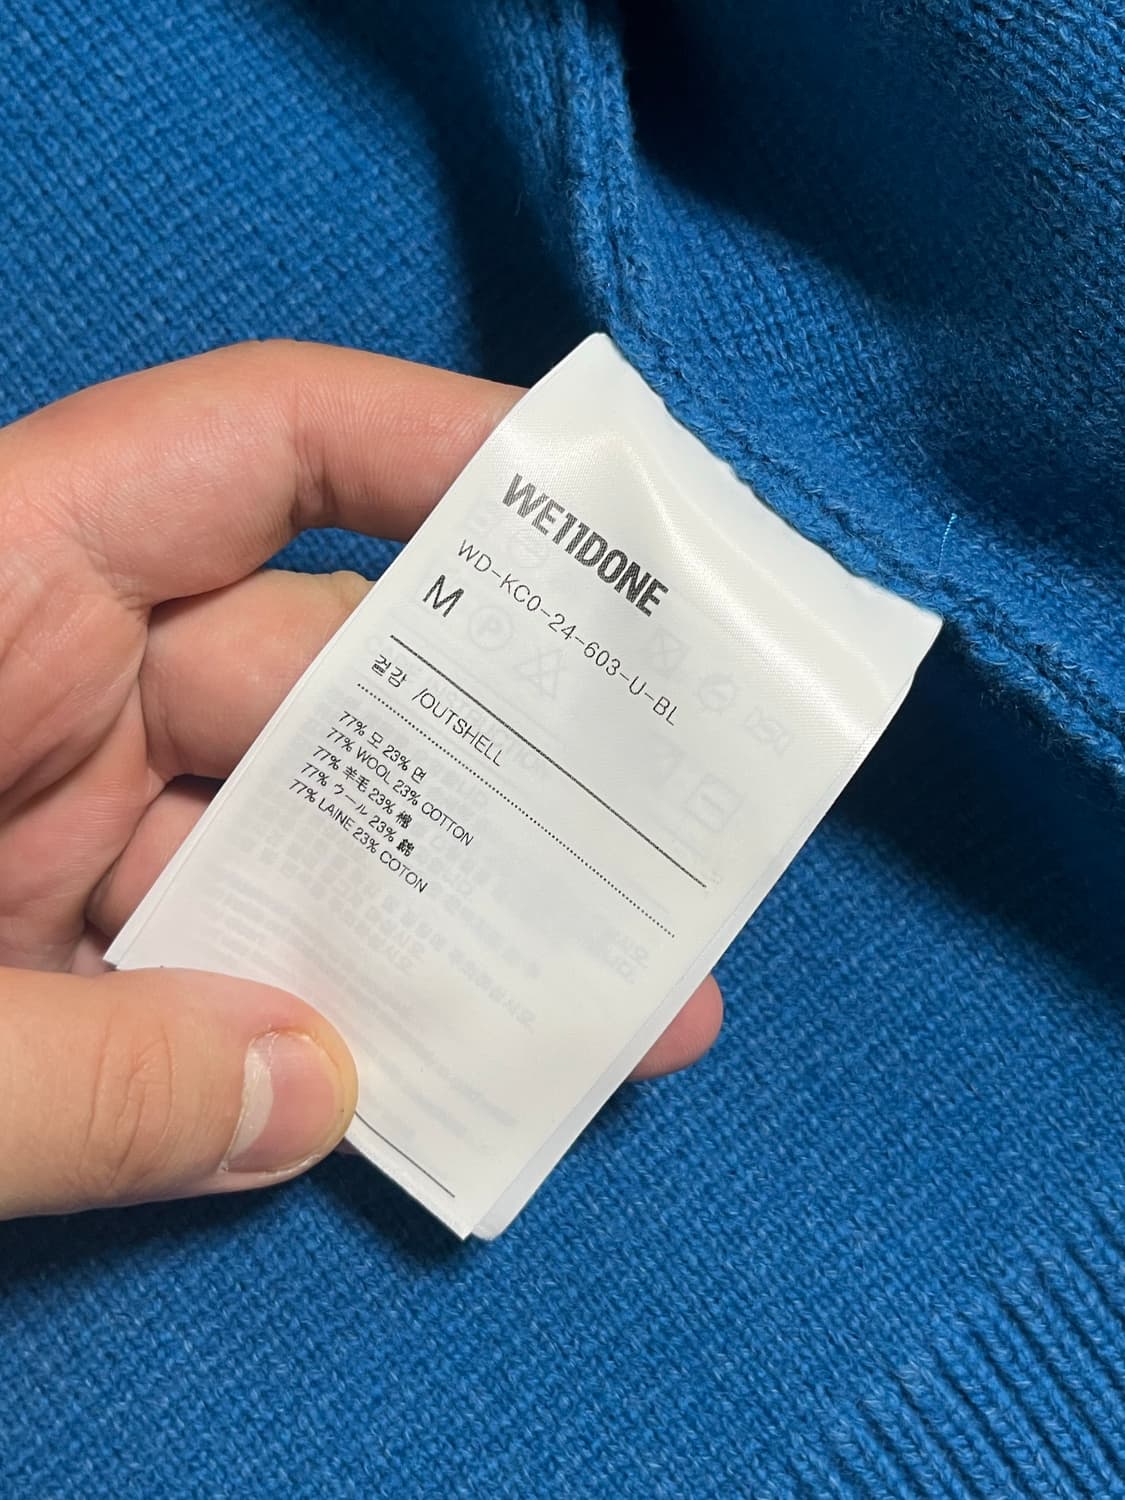 WE11DONE
WD-KC0-24-603-U-BL
M
겉감 /OUTSHELL
77% 모 23% 면
77% WOOL 23% COTTON
77% 羊毛 23% 棉
77% ウール 23% 錦
77% LAINE 23% COTON